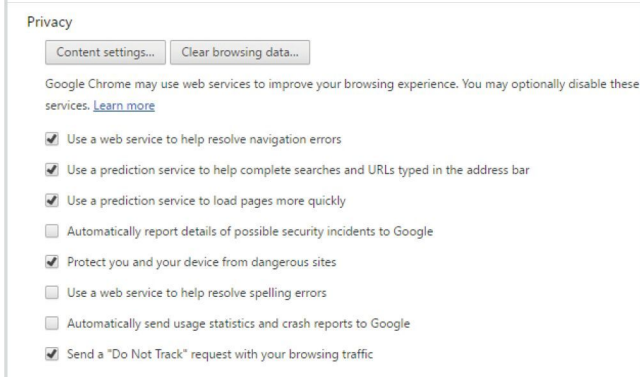 Privacy
Content settings... Clear browsing data...
Google Chrome may use web services to improve your browsing experience. You may optionally disable these
services. Learn more
Use a web service to help resolve navigation errors
Use a prediction service to help complete searches and URLs typed in the address bar
Use a prediction service to load pages more quickly
Automatically report details of possible security incidents to Google
Protect you and your device from dangerous sites
Use a web service to help resolve spelling errors
Automatically send usage statistics and crash reports to Google
Send a "Do Not Track" request with your browsing traffic